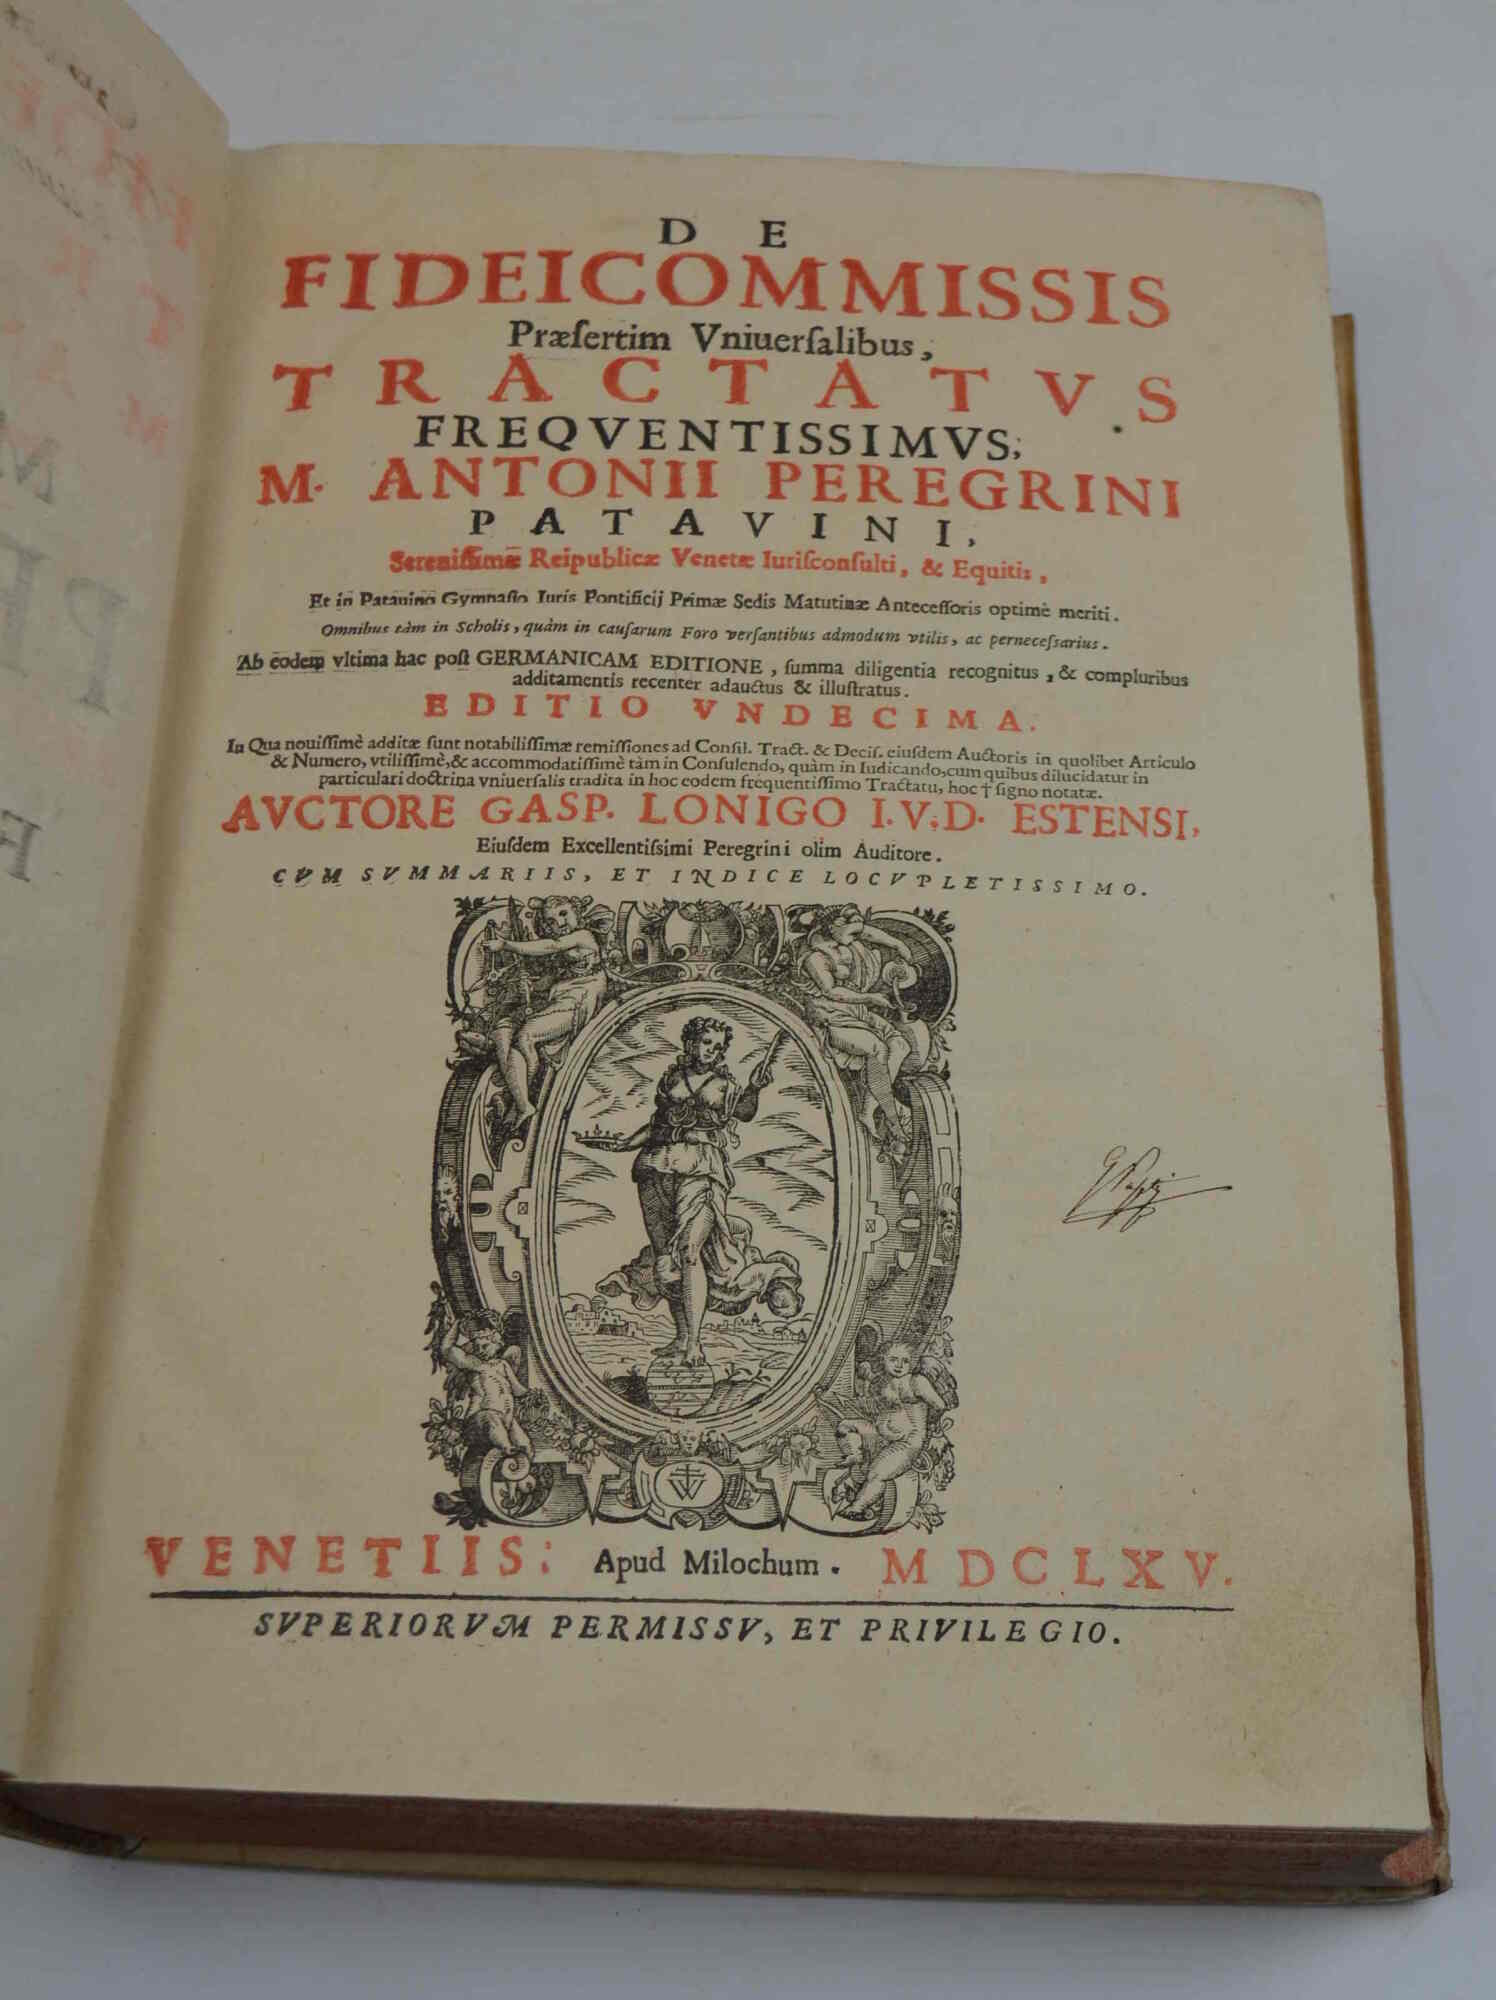 D E
FIDEICOMMISSIS
Præſertim Vniuerſalibus,
T R A C T A T V S
FREQVENTISSIMVS,
M. ANTONII PEREGRINI
P A T A V I N I,
Sereniſſimæ Reipublicæ Venetæ Iuriſconſulti, & Equitis,
Et in Patauino Gymnaſio Iuris Pontificij Primæ Sedis Matutinæ Anteceſſoris optimè meriti.
Omnibus tàm in Scholis, quàm in cauſarum Foro verſantibus admodum vtilis, ac perneceſſarius.
Ab eodem vltima hac poſt GERMANICAM EDITIONE, ſumma diligentia recognitus, & compluribus
additamentis recenter adauctus & illuſtratus.
E D I T I O V N D E C I M A.
In Qua nouiſſimè additæ ſunt notabiliſſimæ remiſſiones ad Conſil. Tract. & Deciſ. eiuſdem Auctoris in quolibet Articulo
& Numero, vtiliſſimè, & accommodatiſſimè tàm in Conſulendo, quàm in Iudicando, cum quibus dilucidatur in
particulari doctrina vniuerſalis tradita in hoc eodem frequentiſſimo Tractatu, hoc † ſigno notatæ.
AVCTORE GASP. LONIGO I.V.D. ESTENSI,
Eiuſdem Excellentiſsimi Peregrini olim Auditore.
CVM SVMMARIIS, ET INDICE LOCVPLETISSIMO.
VENETIIS: Apud Milochum. MDCLXV.
SVPERIORVM PERMISSV, ET PRIVILEGIO.